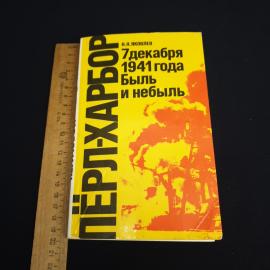 Н.Н. ЯКОВЛЕВ
ПЁРЛ-ХАРБОР
7 декабря
1941 года
Быль
и небыль